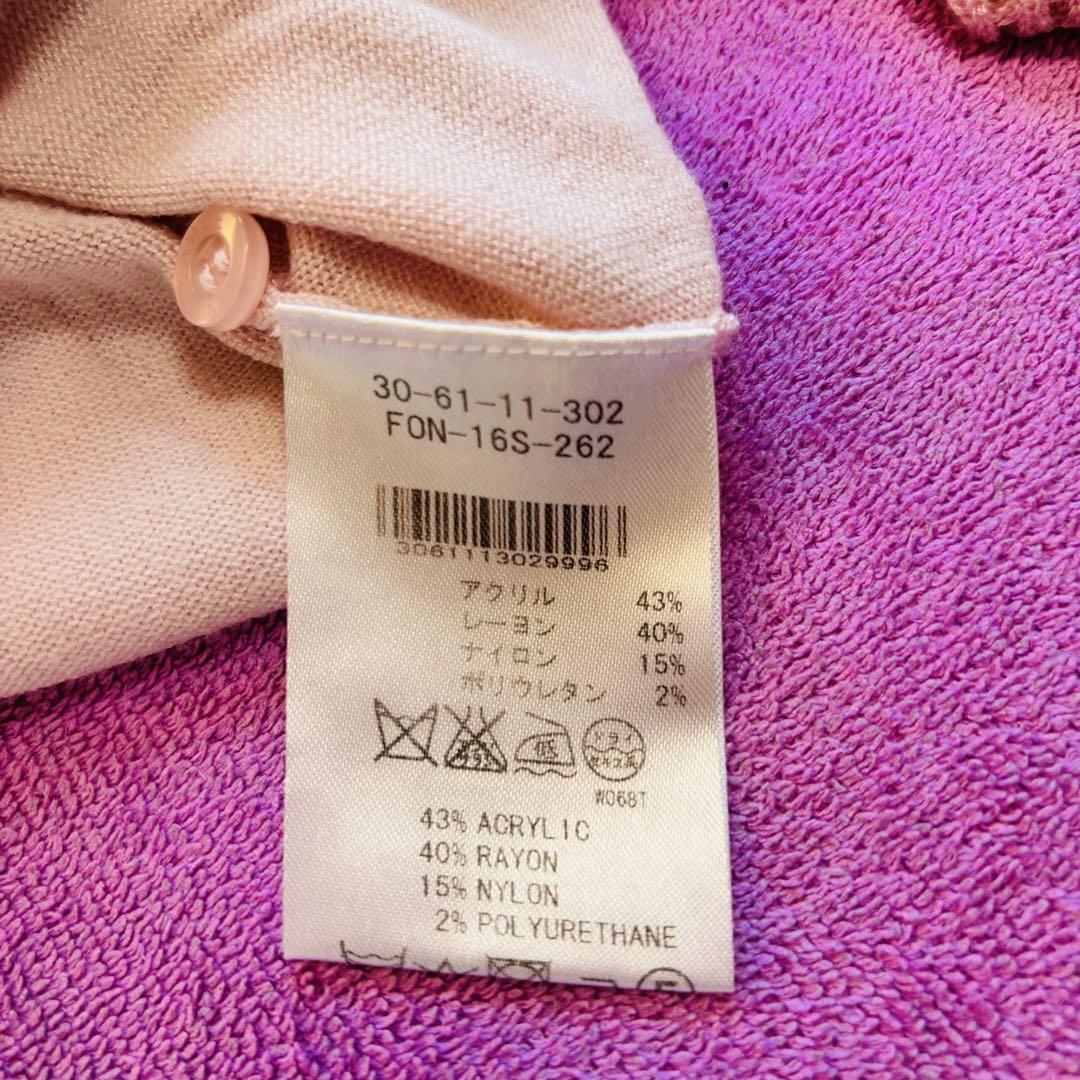 30-61-11-302
FON-16S-262
3061113029996
アクリル 43%
レーヨン 40%
ナイロン 15%
ポリウレタン 2%
低
W068T
43% ACRYLIC
40% RAYON
15% NYLON
2% POLYURETHANE